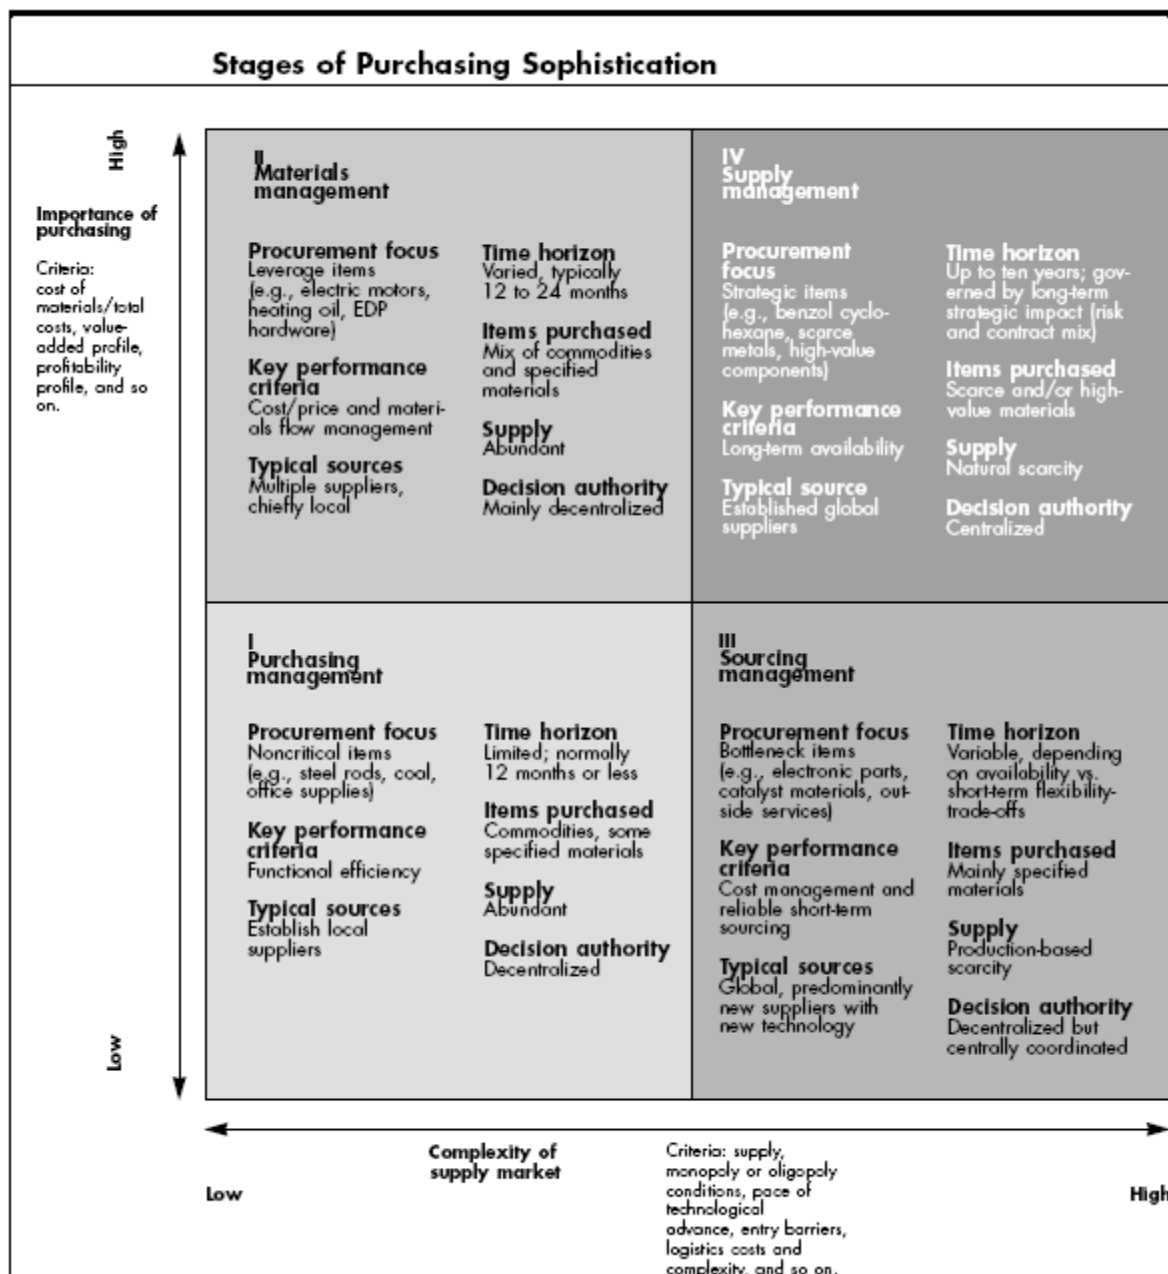 Stages of Purchasing Sophistication
High
Importance of
purchasing
Criteria:
cost of
materials/total
costs, value-
added profile,
profitability
profile, and so
on.
Low
II
Materials
management
Procurement focus
Leverage items
(e.g., electric motors,
heating oil, EDP
hardware)
Key performance
criteria
Cost/price and materi-
als flow management
Typical sources
Multiple suppliers,
chiefly local
Time horizon
Varied, typically
12 to 24 months
Items purchased
Mix of commodities
and specified
materials
Supply
Abundant
Decision authority
Mainly decentralized
IV
Supply
management
Procurement
focus
Strategic items
(e.g., benzol cyclo-
hexane, scarce
metals, high-value
components)
Key performance
criteria
Long-term availability
Typical source
Established global
suppliers
Time horizon
Up to ten years; gov-
erned by long-term
strategic impact (risk
and contract mix)
Items purchased
Scarce and/or high-
value materials
Supply
Natural scarcity
Decision authority
Centralized
I
Purchasing
management
Procurement focus
Noncritical items
(e.g., steel rods, coal,
office supplies)
Key performance
criteria
Functional efficiency
Typical sources
Establish local
suppliers
Time horizon
Limited; normally
12 months or less
Items purchased
Commodities, some
specified materials
Supply
Abundant
Decision authority
Decentralized
III
Sourcing
management
Procurement focus
Bottleneck items
(e.g., electronic parts,
catalyst materials, out-
side services)
Key performance
criteria
Cost management and
reliable short-term
sourcing
Typical sources
Global, predominantly
new suppliers with
new technology
Time horizon
Variable, depending
on availability vs.
short-term flexibility-
trade-offs
Items purchased
Mainly specified
materials
Supply
Production-based
scarcity
Decision authority
Decentralized but
centrally coordinated
Complexity of
supply market
Low
Criteria: supply,
monopoly or oligopoly
conditions, pace of
technological
advance, entry barriers,
logistics costs and
complexity, and so on.
High